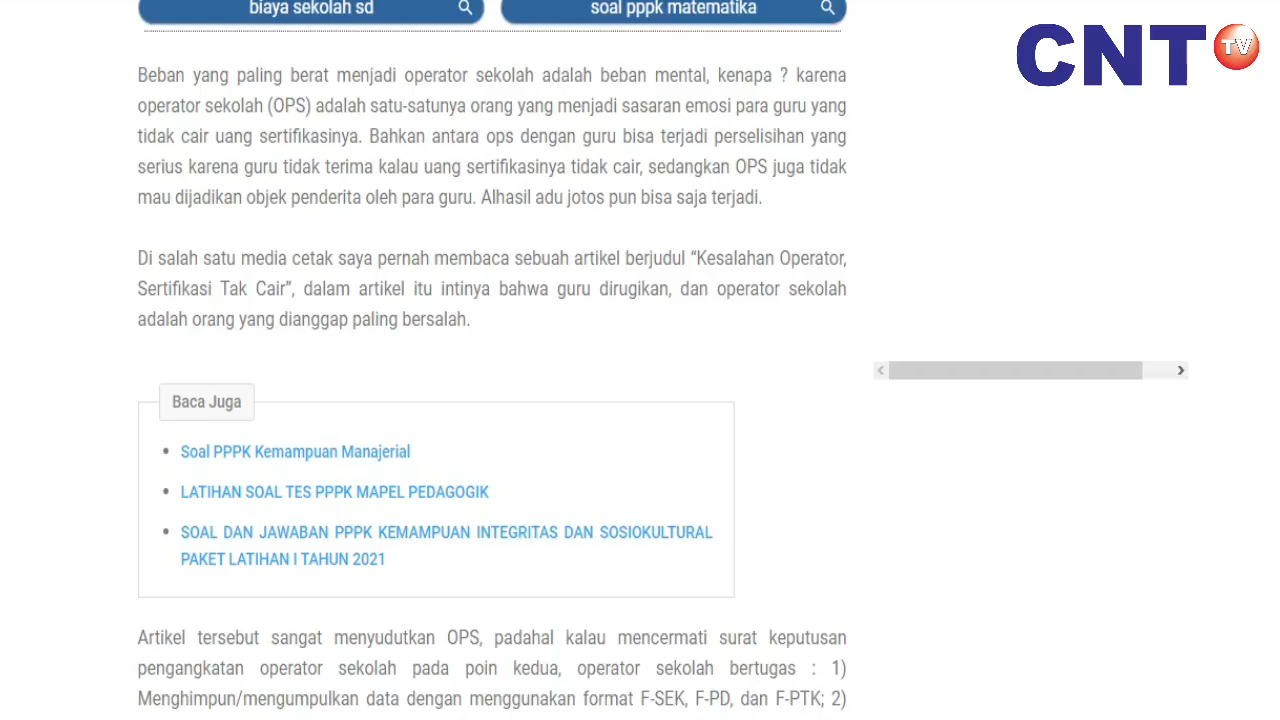 biaya sekolah sd
soal pppk matematika
CNT TV
Beban yang paling berat menjadi operator sekolah adalah beban mental, kenapa ? karena
operator sekolah (OPS) adalah satu-satunya orang yang menjadi sasaran emosi para guru yang
tidak cair uang sertifikasinya. Bahkan antara ops dengan guru bisa terjadi perselisihan yang
serius karena guru tidak terima kalau uang sertifikasinya tidak cair, sedangkan OPS juga tidak
mau dijadikan objek penderita oleh para guru. Alhasil adu jotos pun bisa saja terjadi.
Di salah satu media cetak saya pernah membaca sebuah artikel berjudul “Kesalahan Operator,
Sertifikasi Tak Cair”, dalam artikel itu intinya bahwa guru dirugikan, dan operator sekolah
adalah orang yang dianggap paling bersalah.
Baca Juga
• Soal PPPK Kemampuan Manajerial
• LATIHAN SOAL TES PPPK MAPEL PEDAGOGIK
• SOAL DAN JAWABAN PPPK KEMAMPUAN INTEGRITAS DAN SOSIOKULTURAL
PAKET LATIHAN I TAHUN 2021
Artikel tersebut sangat menyudutkan OPS, padahal kalau mencermati surat keputusan
pengangkatan operator sekolah pada poin kedua, operator sekolah bertugas : 1)
Menghimpun/mengumpulkan data dengan menggunakan format F-SEK, F-PD, dan F-PTK; 2)